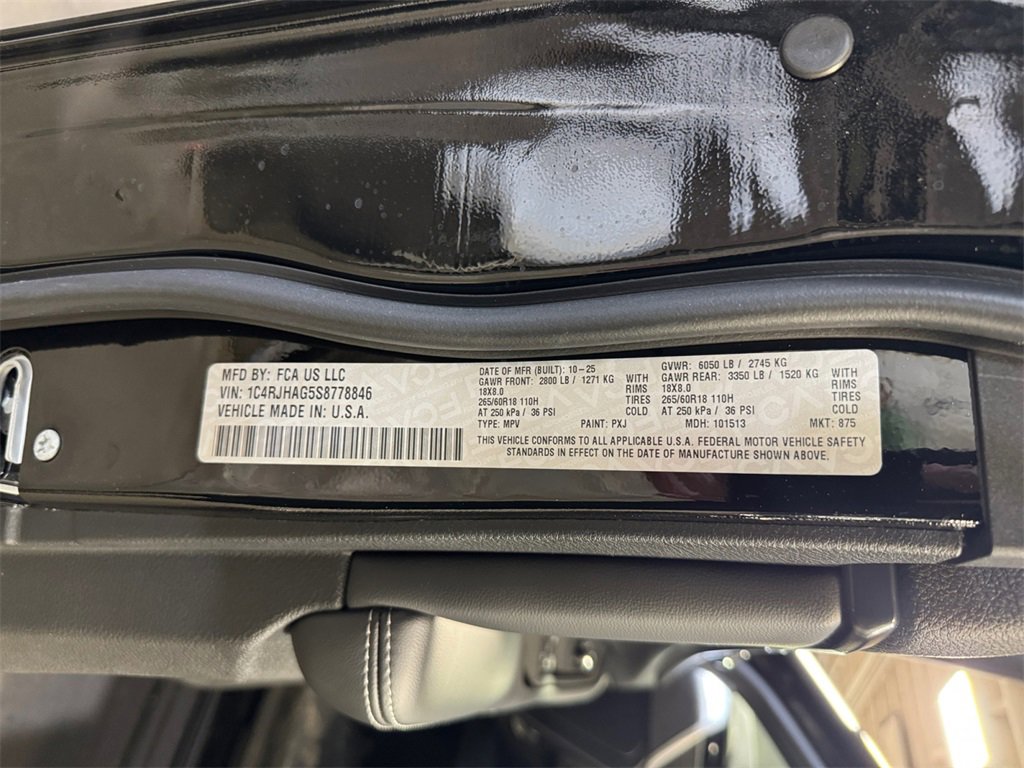 MFD BY: FCA US LLC
VIN: 1C4RJHAG5S8778846
VEHICLE MADE IN: U.S.A.
DATE OF MFR (BUILT): 10-25
GAWR FRONT: 2800 LB / 1271 KG WITH
18X8.0 RIMS
265/60R18 110H TIRES
AT 250 kPa / 36 PSI COLD
TYPE: MPV PAINT: PXJ MDH: 101513 MKT: 875
GVWR: 6050 LB / 2745 KG
GAWR REAR: 3350 LB / 1520 KG WITH
18X8.0 RIMS
265/60R18 110H TIRES
AT 250 kPa / 36 PSI COLD
THIS VEHICLE CONFORMS TO ALL APPLICABLE U.S.A. FEDERAL MOTOR VEHICLE SAFETY
STANDARDS IN EFFECT ON THE DATE OF MANUFACTURE SHOWN ABOVE.